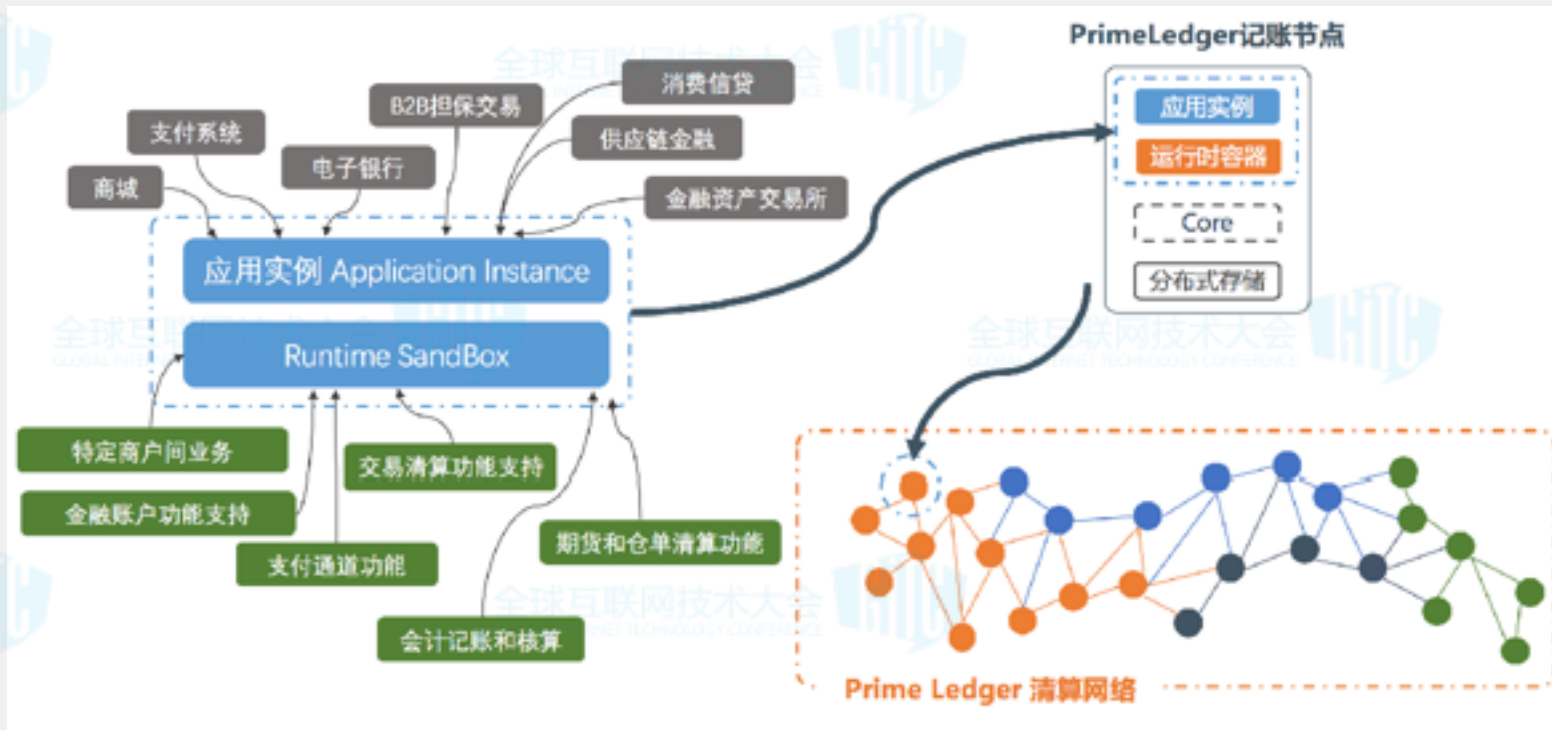 PrimeLedger记账节点
消费信贷
B2B担保交易
支付系统
供应链金融
电子银行
商城
金融资产交易所
应用实例
运行时容器
Core
分布式存储
应用实例 Application Instance
Runtime SandBox
特定商户间业务
交易清算功能支持
金融账户功能支持
期货和仓单清算功能
支付通道功能
会计记账和核算
Prime Ledger 清算网络
全球互联网技术大会
全球互联网技术大会
GLOBAL INTERNET TECHNOLOGY CONFERENCE
全球互联网技术大会
GLOBAL INTERNET TECHNOLOGY CONFERENCE
全球互联网技术大会